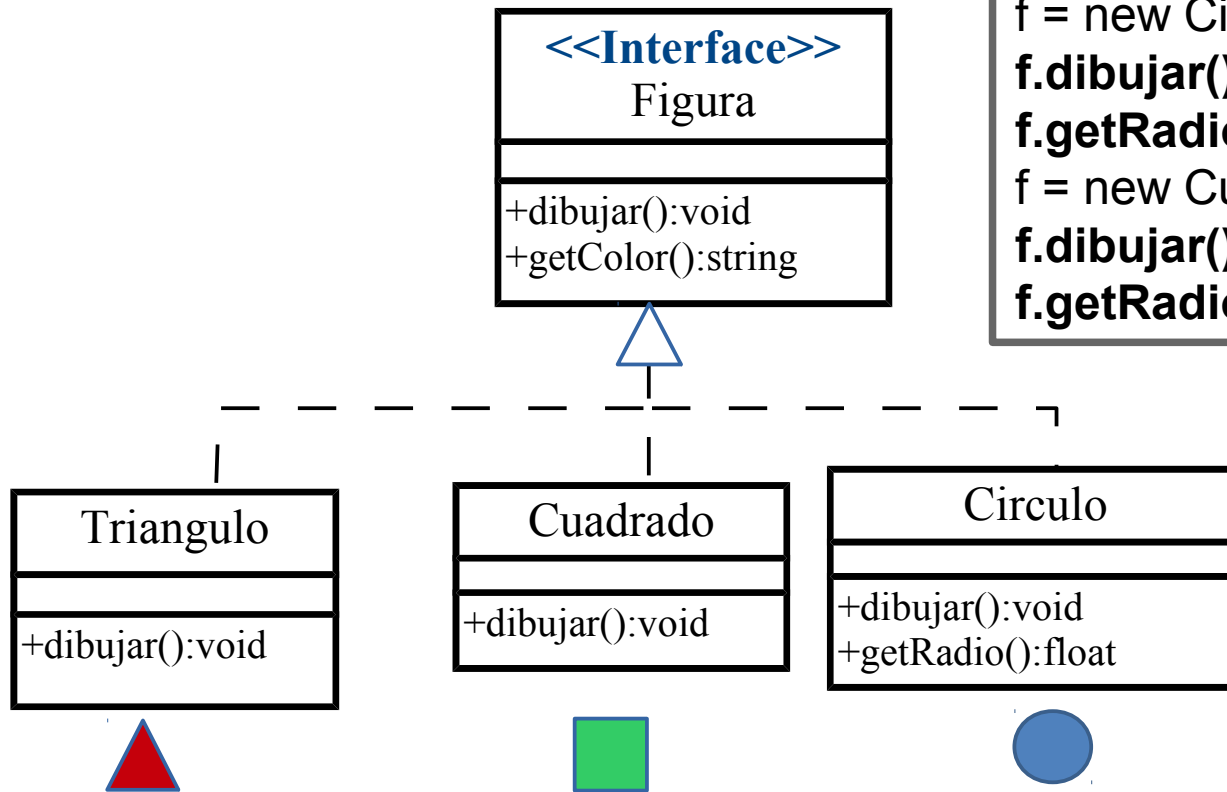 <<Interface>>
Figura
+dibujar():void
+getColor():string
f = new Ci
f.dibujar()
f.getRadio
f = new Cu
f.dibujar()
f.getRadio
Triangulo
+dibujar():void
Cuadrado
+dibujar():void
Circulo
+dibujar():void
+getRadio():float